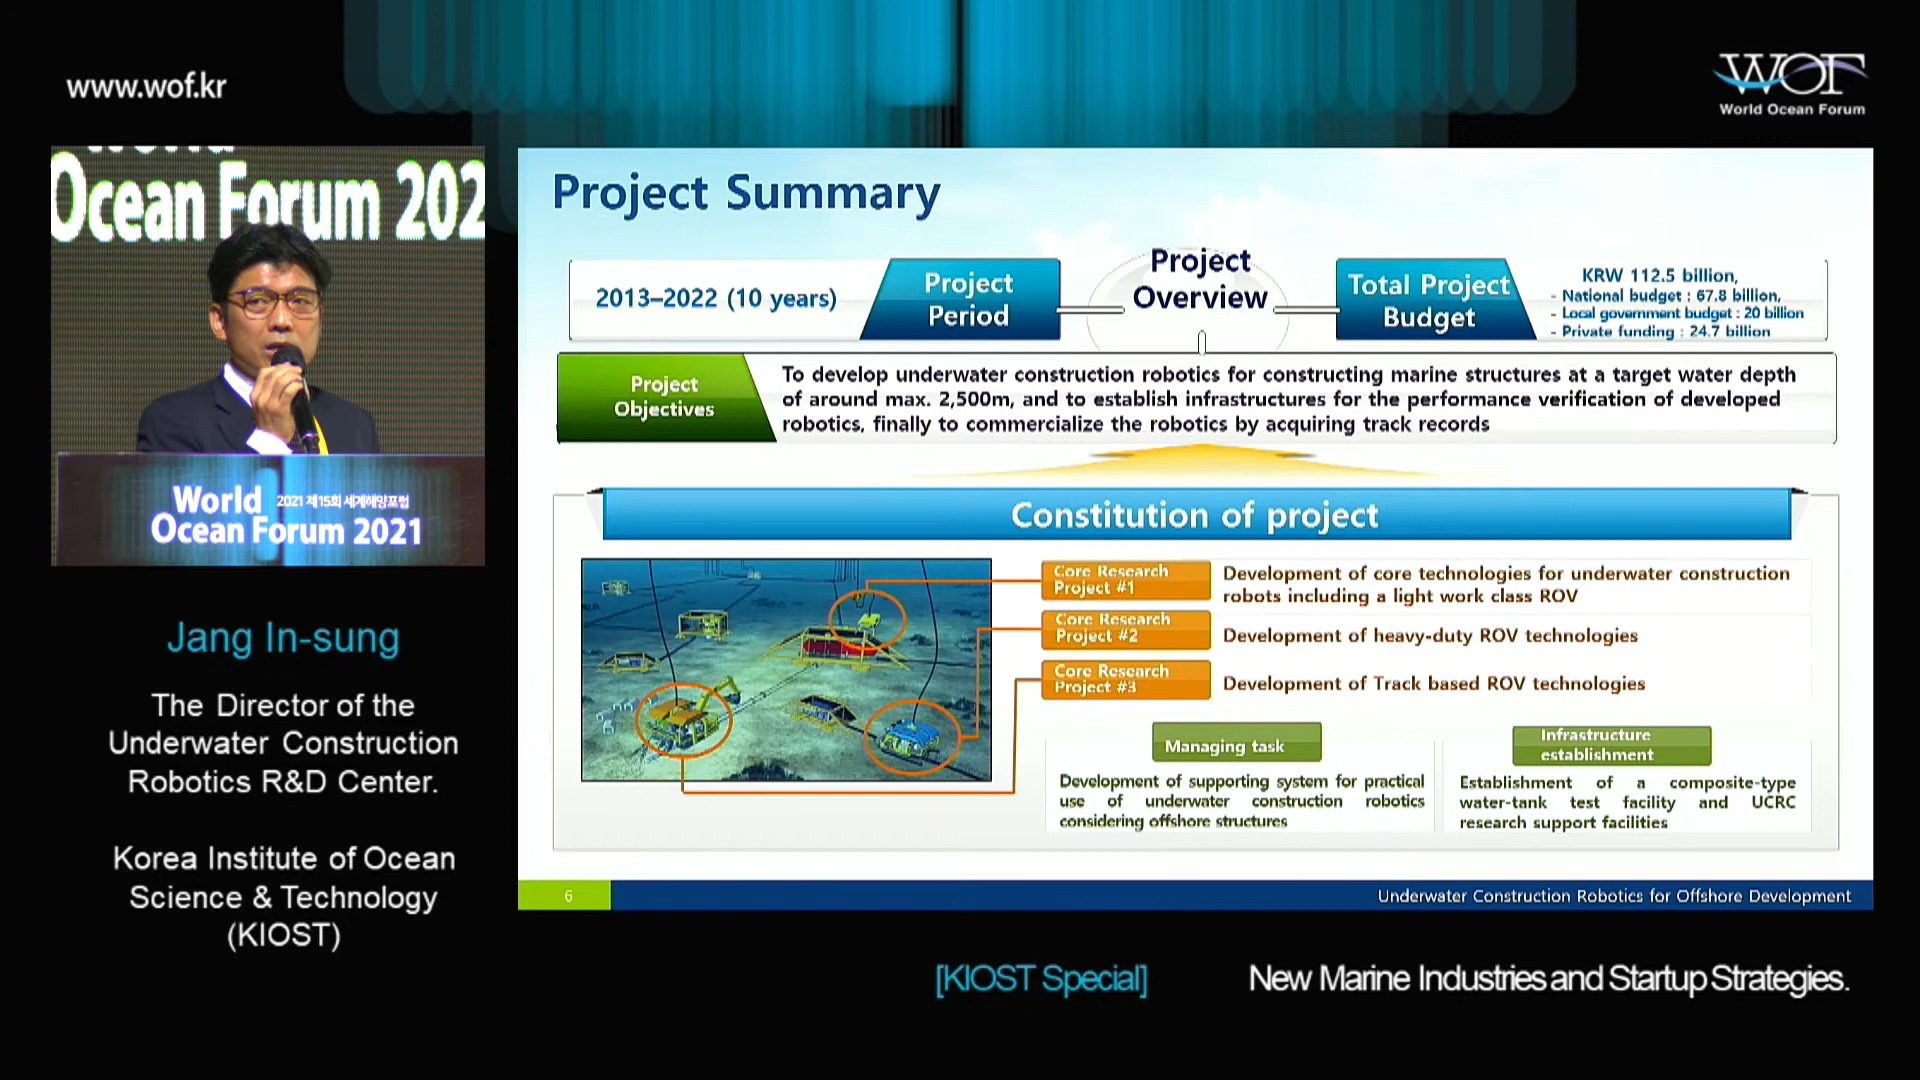 www.wof.kr
WOF
World Ocean Forum
Ocean Forum 202
World 2021 제15회 세계해양포럼
Ocean Forum 2021
Jang In-sung
The Director of the
Underwater Construction
Robotics R&D Center.
Korea Institute of Ocean
Science & Technology
(KIOST)
Project Summary
2013–2022 (10 years)
Project
Period
Project
Overview
Total Project
Budget
KRW 112.5 billion,
- National budget : 67.8 billion,
- Local government budget : 20 billion
- Private funding : 24.7 billion
Project
Objectives
To develop underwater construction robotics for constructing marine structures at a target water depth
of around max. 2,500m, and to establish infrastructures for the performance verification of developed
robotics, finally to commercialize the robotics by acquiring track records
Constitution of project
Core Research
Project #1
Development of core technologies for underwater construction
robots including a light work class ROV
Core Research
Project #2
Development of heavy-duty ROV technologies
Core Research
Project #3
Development of Track based ROV technologies
Managing task
Development of supporting system for practical
use of underwater construction robotics
considering offshore structures
Infrastructure
establishment
Establishment of a composite-type
water-tank test facility and UCRC
research support facilities
6
Underwater Construction Robotics for Offshore Development
[KIOST Special] New Marine Industries and Startup Strategies.